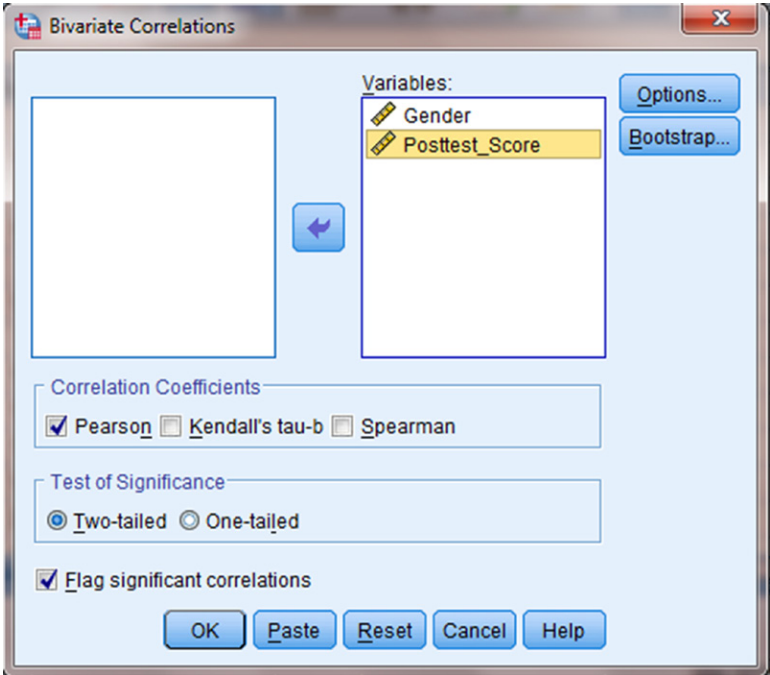 Bivariate Correlations
Variables:
Gender
Posttest_Score
Options...
Bootstrap...
Correlation Coefficients
Pearson Kendall's tau-b Spearman
Test of Significance
Two-tailed One-tailed
Flag significant correlations
OK Paste Reset Cancel Help